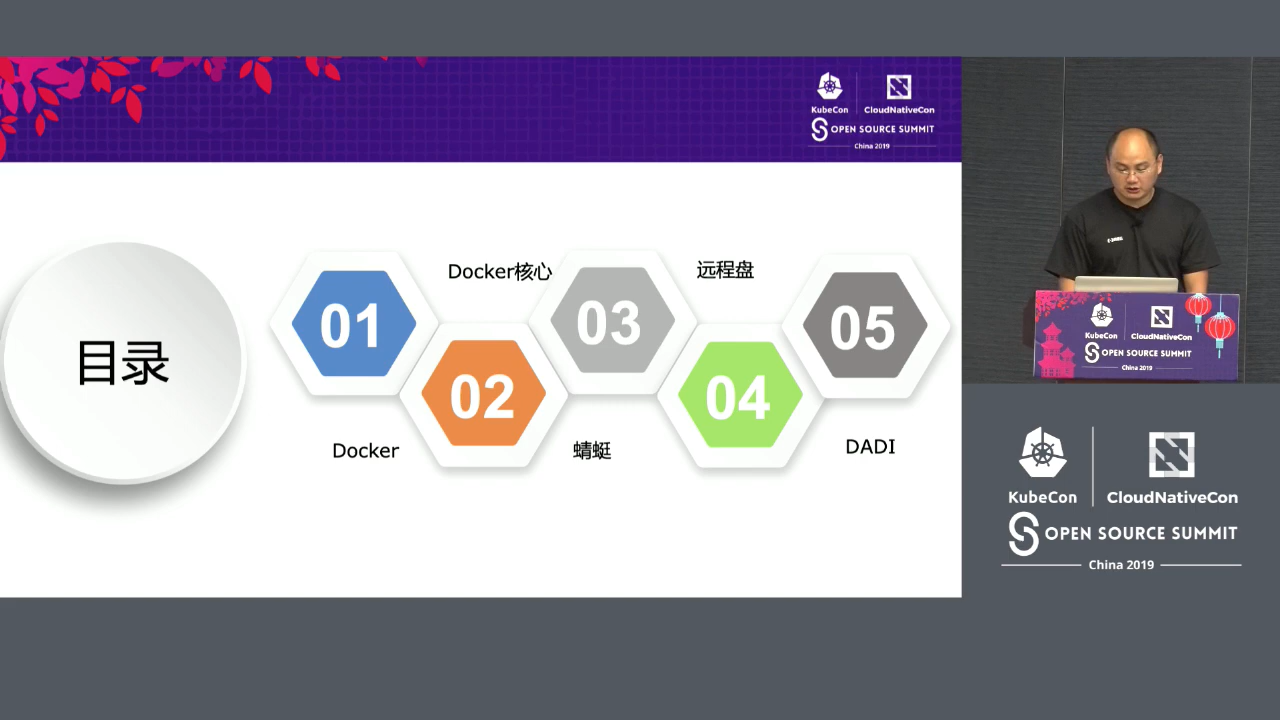 KubeCon
CloudNativeCon
OPEN SOURCE SUMMIT
China 2019
目录
01
Docker
02
Docker核心
03
蜻蜓
04
远程盘
05
DADI
KubeCon
CloudNativeCon
OPEN SOURCE SUMMIT
China 2019
KubeCon
CloudNativeCon
OPEN SOURCE SUMMIT
China 2019